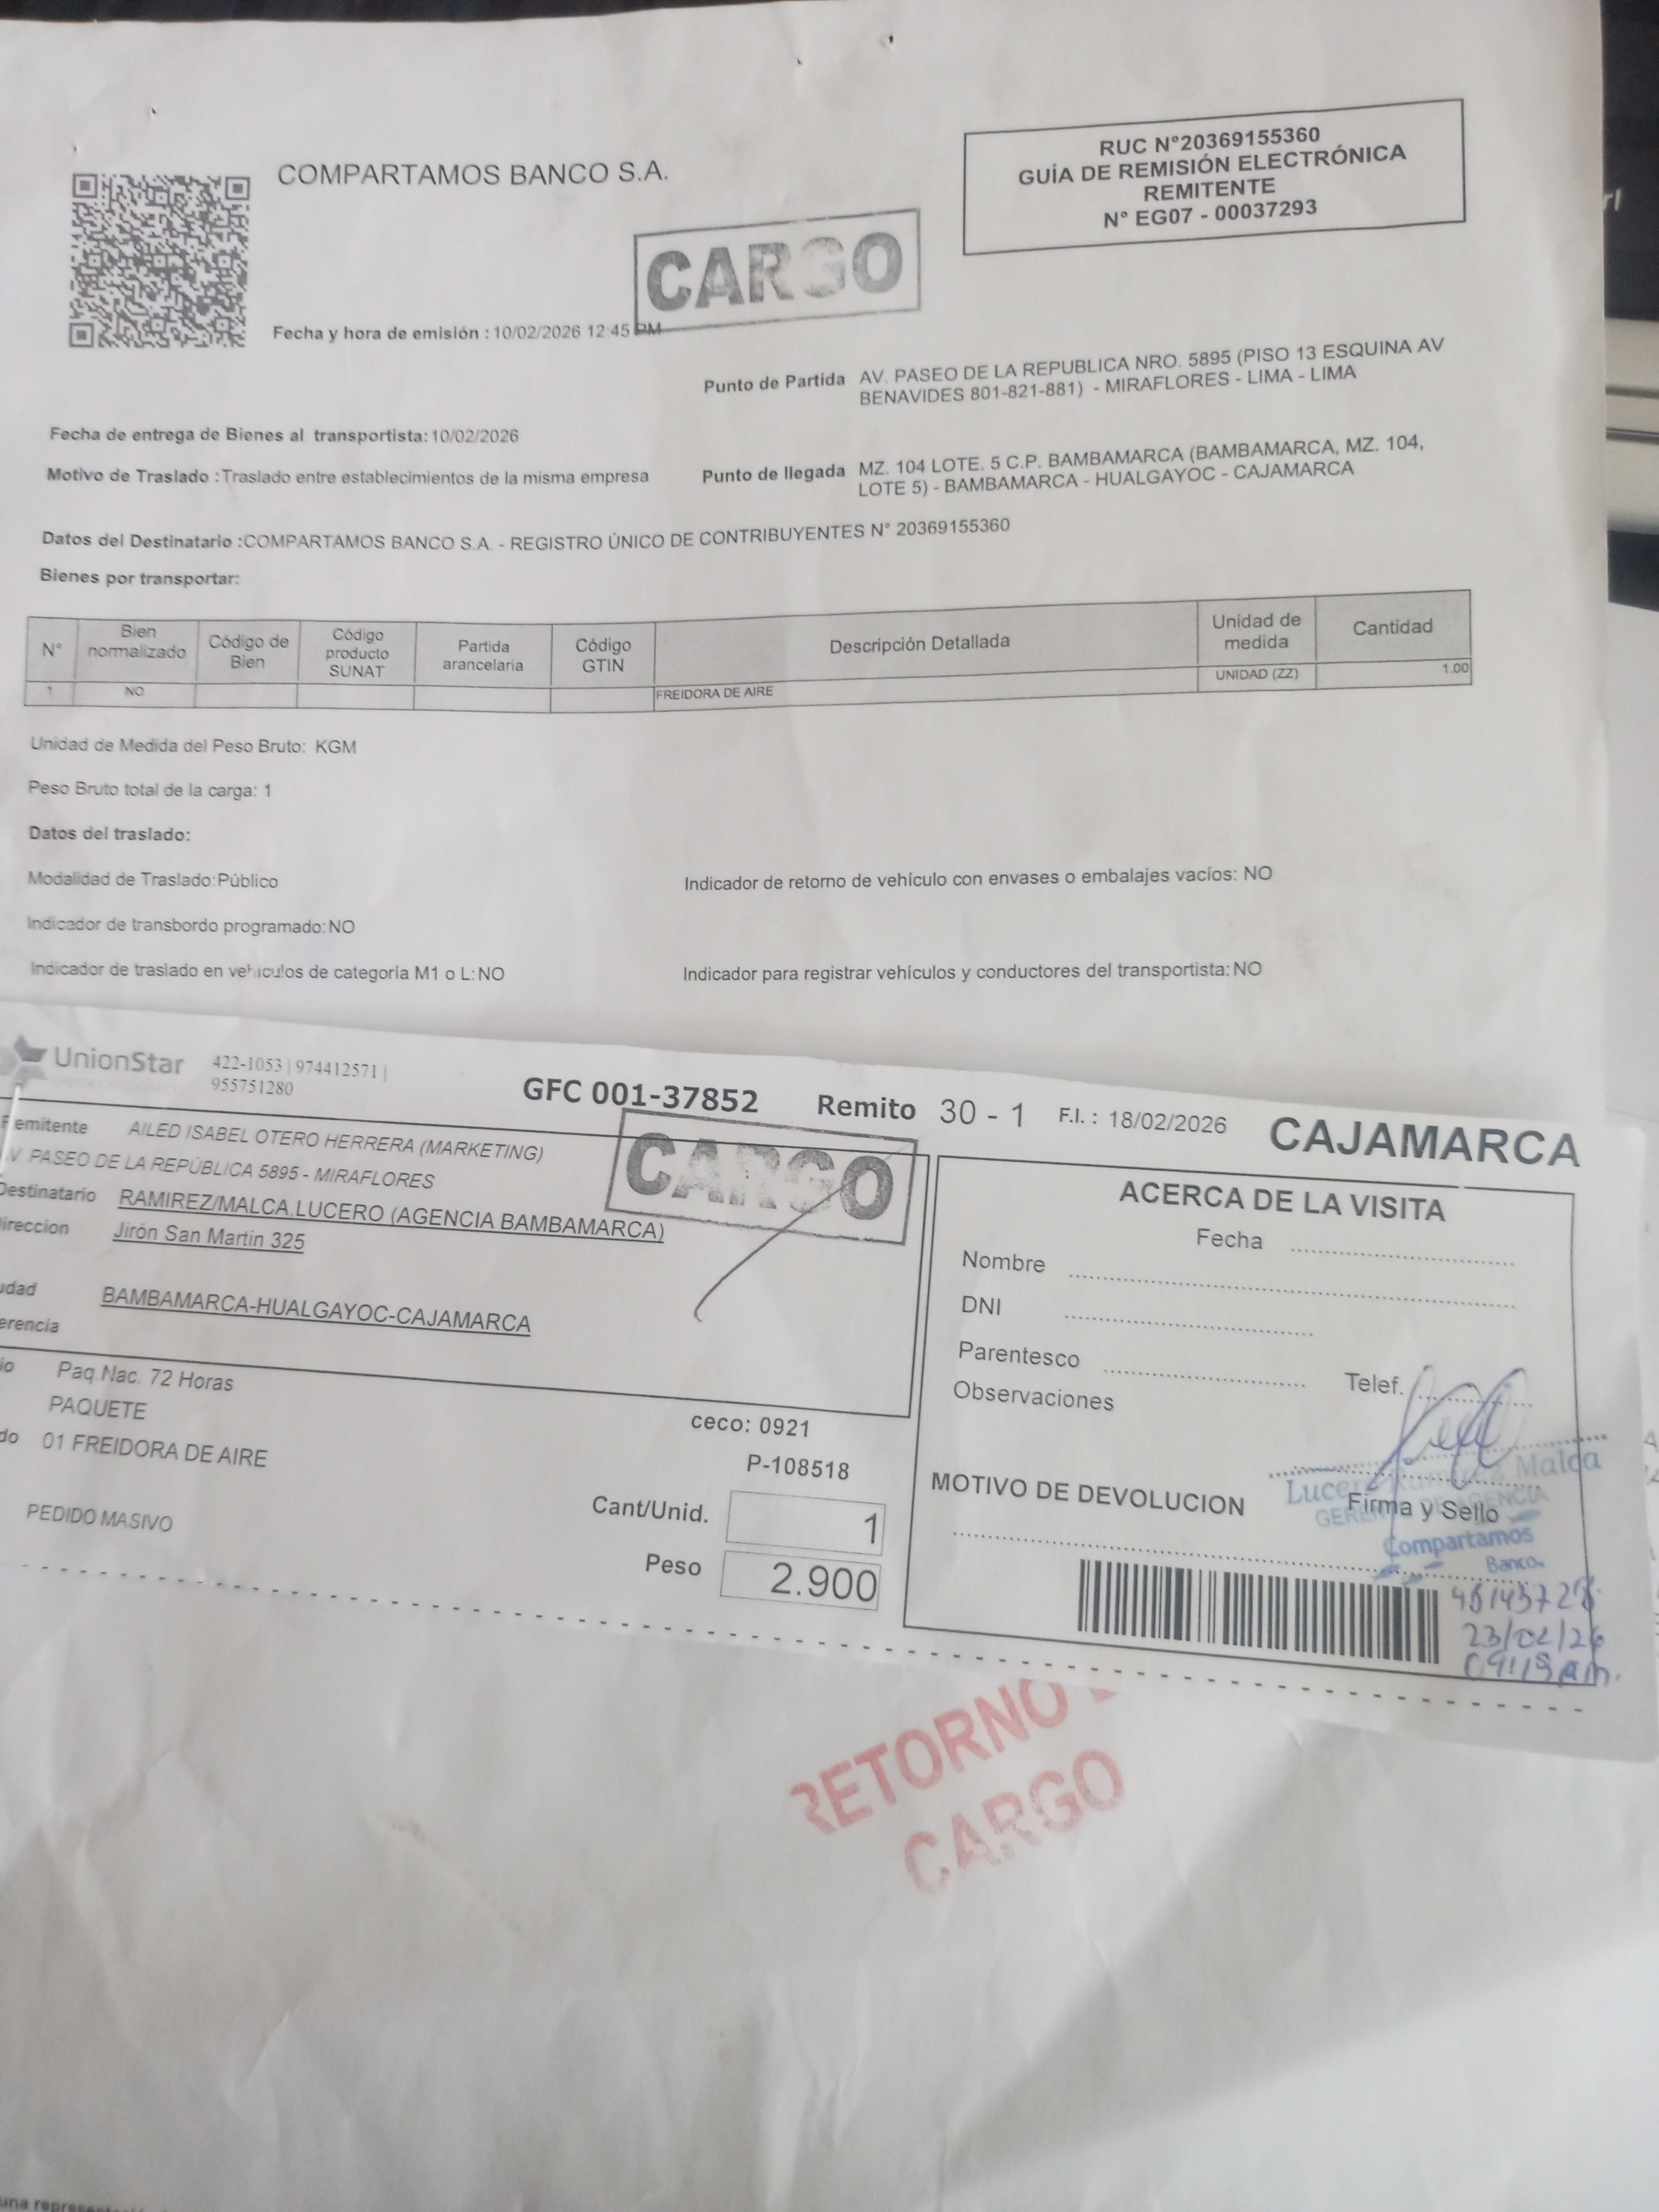 COMPARTAMOS BANCO S.A.
RUC N°20369155360
GUÍA DE REMISIÓN ELECTRÓNICA
REMITENTE
N° EG07 - 00037293
CARGO
Fecha y hora de emisión : 10/02/2026 12:45 PM
Punto de Partida AV. PASEO DE LA REPUBLICA NRO. 5895 (PISO 13 ESQUINA AV
BENAVIDES 801-821-881) - MIRAFLORES - LIMA - LIMA
Fecha de entrega de Bienes al transportista:10/02/2026
Motivo de Traslado :Traslado entre establecimientos de la misma empresa
Punto de llegada MZ. 104 LOTE. 5 C.P. BAMBAMARCA (BAMBAMARCA, MZ. 104,
LOTE 5) - BAMBAMARCA - HUALGAYOC - CAJAMARCA
Datos del Destinatario :COMPARTAMOS BANCO S.A. - REGISTRO ÚNICO DE CONTRIBUYENTES N° 20369155360
Bienes por transportar:
N° Bien normalizado Código de Bien Código producto SUNAT Partida arancelaria Código GTIN Descripción Detallada Unidad de medida Cantidad
1 NO FREIDORA DE AIRE UNIDAD (ZZ) 1.00
Unidad de Medida del Peso Bruto: KGM
Peso Bruto total de la carga: 1
Datos del traslado:
Modalidad de Traslado:Público
Indicador de retorno de vehículo con envases o embalajes vacíos: NO
Indicador de transbordo programado:NO
Indicador de traslado en vehículos de categoría M1 o L:NO
Indicador para registrar vehículos y conductores del transportista:NO
UnionStar
422-1053 | 974412571 |
955751280
GFC 001-37852 Remito 30 - 1 F.I. : 18/02/2026 CAJAMARCA
CARGO
emitente AILED ISABEL OTERO HERRERA (MARKETING)
V. PASEO DE LA REPÚBLICA 5895 - MIRAFLORES
Destinatario RAMIREZ/MALCA,LUCERO (AGENCIA BAMBAMARCA)
ireccion Jirón San Martin 325
udad BAMBAMARCA-HUALGAYOC-CAJAMARCA
erencia
io Paq.Nac. 72 Horas
PAQUETE
do 01 FREIDORA DE AIRE
PEDIDO MASIVO
ceco: 0921
P-108518
Cant/Unid. 1
Peso 2.900
ACERCA DE LA VISITA
Fecha
Nombre
DNI
Parentesco
Telef.
Observaciones
MOTIVO DE DEVOLUCION
Malca
Firma y Sello
Compartamos
Banco
23/02/26
RETORNO
CARGO
una